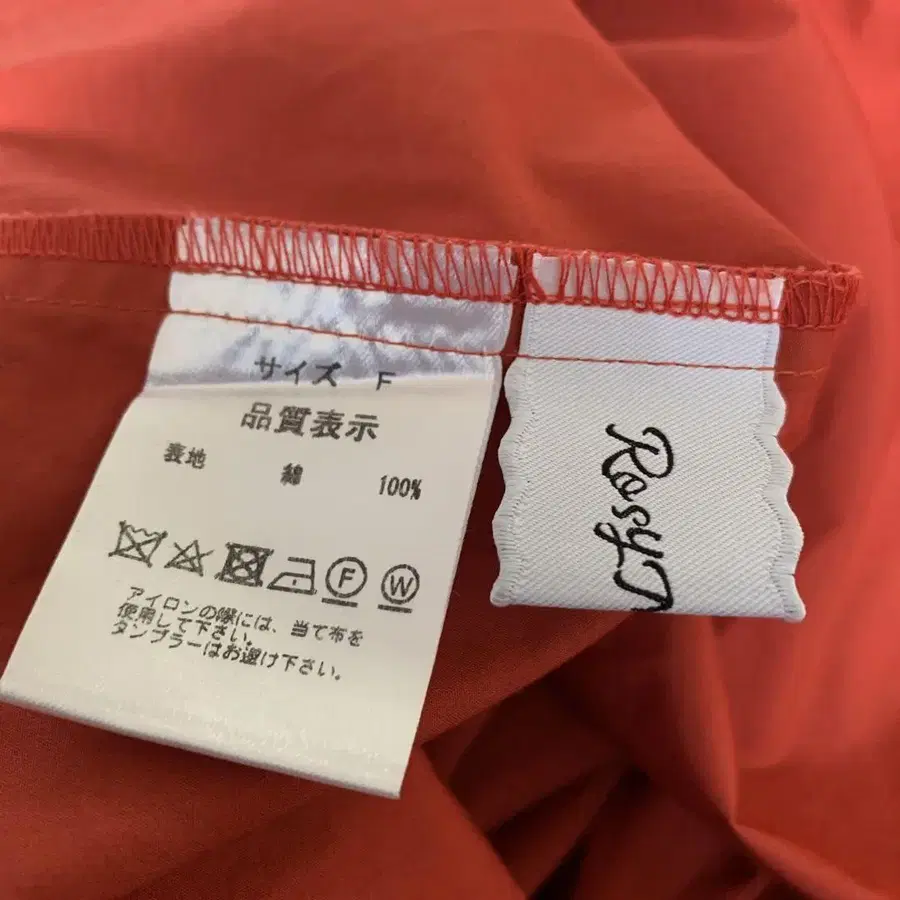 サイズ F
品質表示
表地 綿 100%
F W
アイロンの際には、当て布を
使用して下さい。
タンブラーはお避け下さい。
Rosy